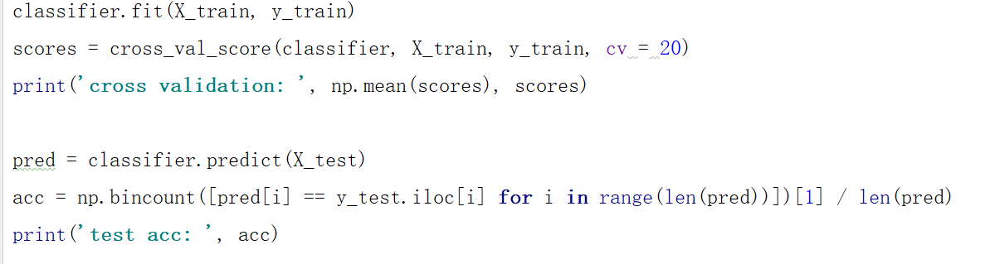 classifier.fit(X_train, y_train)
scores = cross_val_score(classifier, X_train, y_train, cv = 20)
print('cross validation: ', np.mean(scores), scores)
pred = classifier.predict(X_test)
acc = np.bincount([pred[i] == y_test.iloc[i] for i in range(len(pred))])[1] / len(pred)
print('test acc: ', acc)